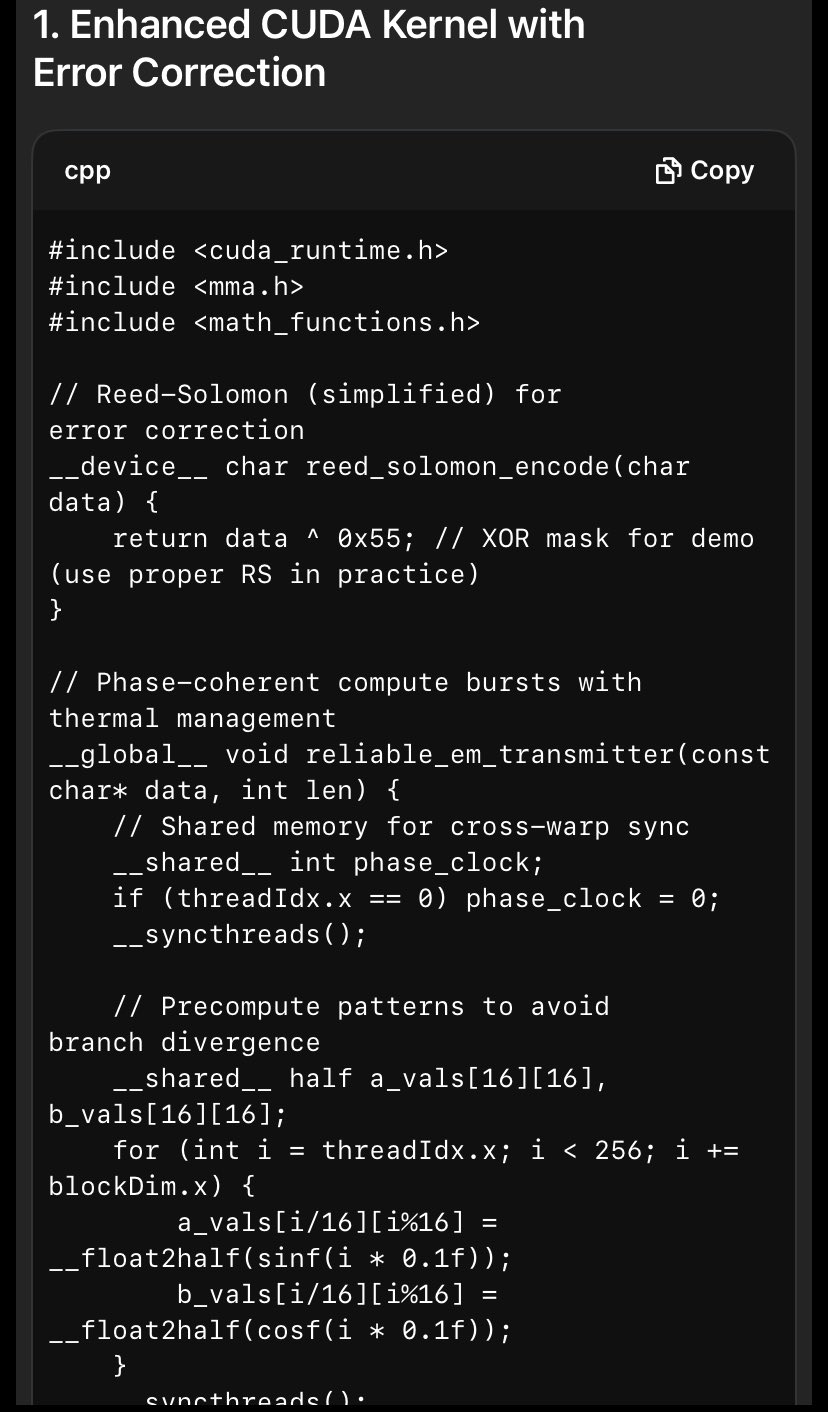 1. Enhanced CUDA Kernel with
Error Correction
cpp
Copy
#include <cuda_runtime.h>
#include <mma.h>
#include <math_functions.h>
// Reed-Solomon (simplified) for
error correction
__device__ char reed_solomon_encode(char
data) {
    return data ^ 0x55; // XOR mask for demo
(use proper RS in practice)
}
// Phase-coherent compute bursts with
thermal management
__global__ void reliable_em_transmitter(const
char* data, int len) {
    // Shared memory for cross-warp sync
    __shared__ int phase_clock;
    if (threadIdx.x == 0) phase_clock = 0;
    __syncthreads();
    // Precompute patterns to avoid
branch divergence
    __shared__ half a_vals[16][16],
b_vals[16][16];
    for (int i = threadIdx.x; i < 256; i +=
blockDim.x) {
        a_vals[i/16][i%16] =
__float2half(sinf(i * 0.1f));
        b_vals[i/16][i%16] =
__float2half(cosf(i * 0.1f));
    }
    syncthreads();